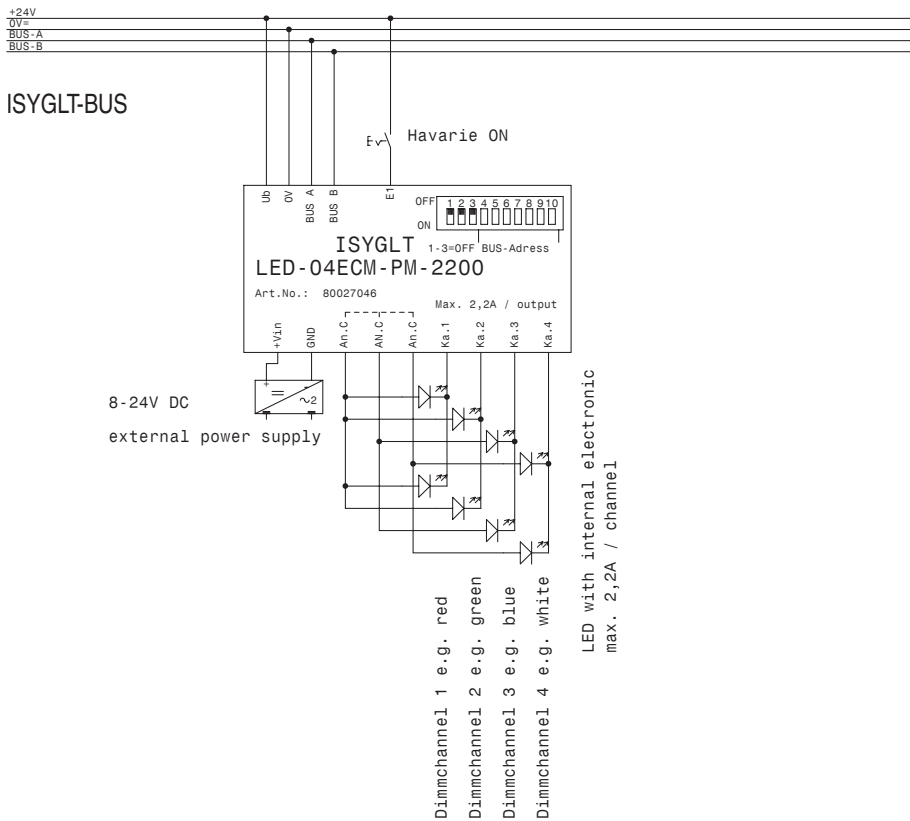 +24V
0V=
BUS-A
BUS-B
ISYGLT-BUS
Havarie ON
Ub
0V
BUS A
BUS B
E1
OFF
1 2 3 4 5 6 7 8 9 10
ON
1-3=OFF BUS-Adress
ISYGLT
LED-04ECM-PM-2200
Art.No.: 80027046
Max. 2,2A / output
+Vin
GND
An.C
AN.C
An.C
Ka.1
Ka.2
Ka.3
Ka.4
+
-
=
~2
8-24V DC
external power supply
LED with internal electronic
max. 2,2A / channel
Dimmchannel 1 e.g. red
Dimmchannel 2 e.g. green
Dimmchannel 3 e.g. blue
Dimmchannel 4 e.g. white